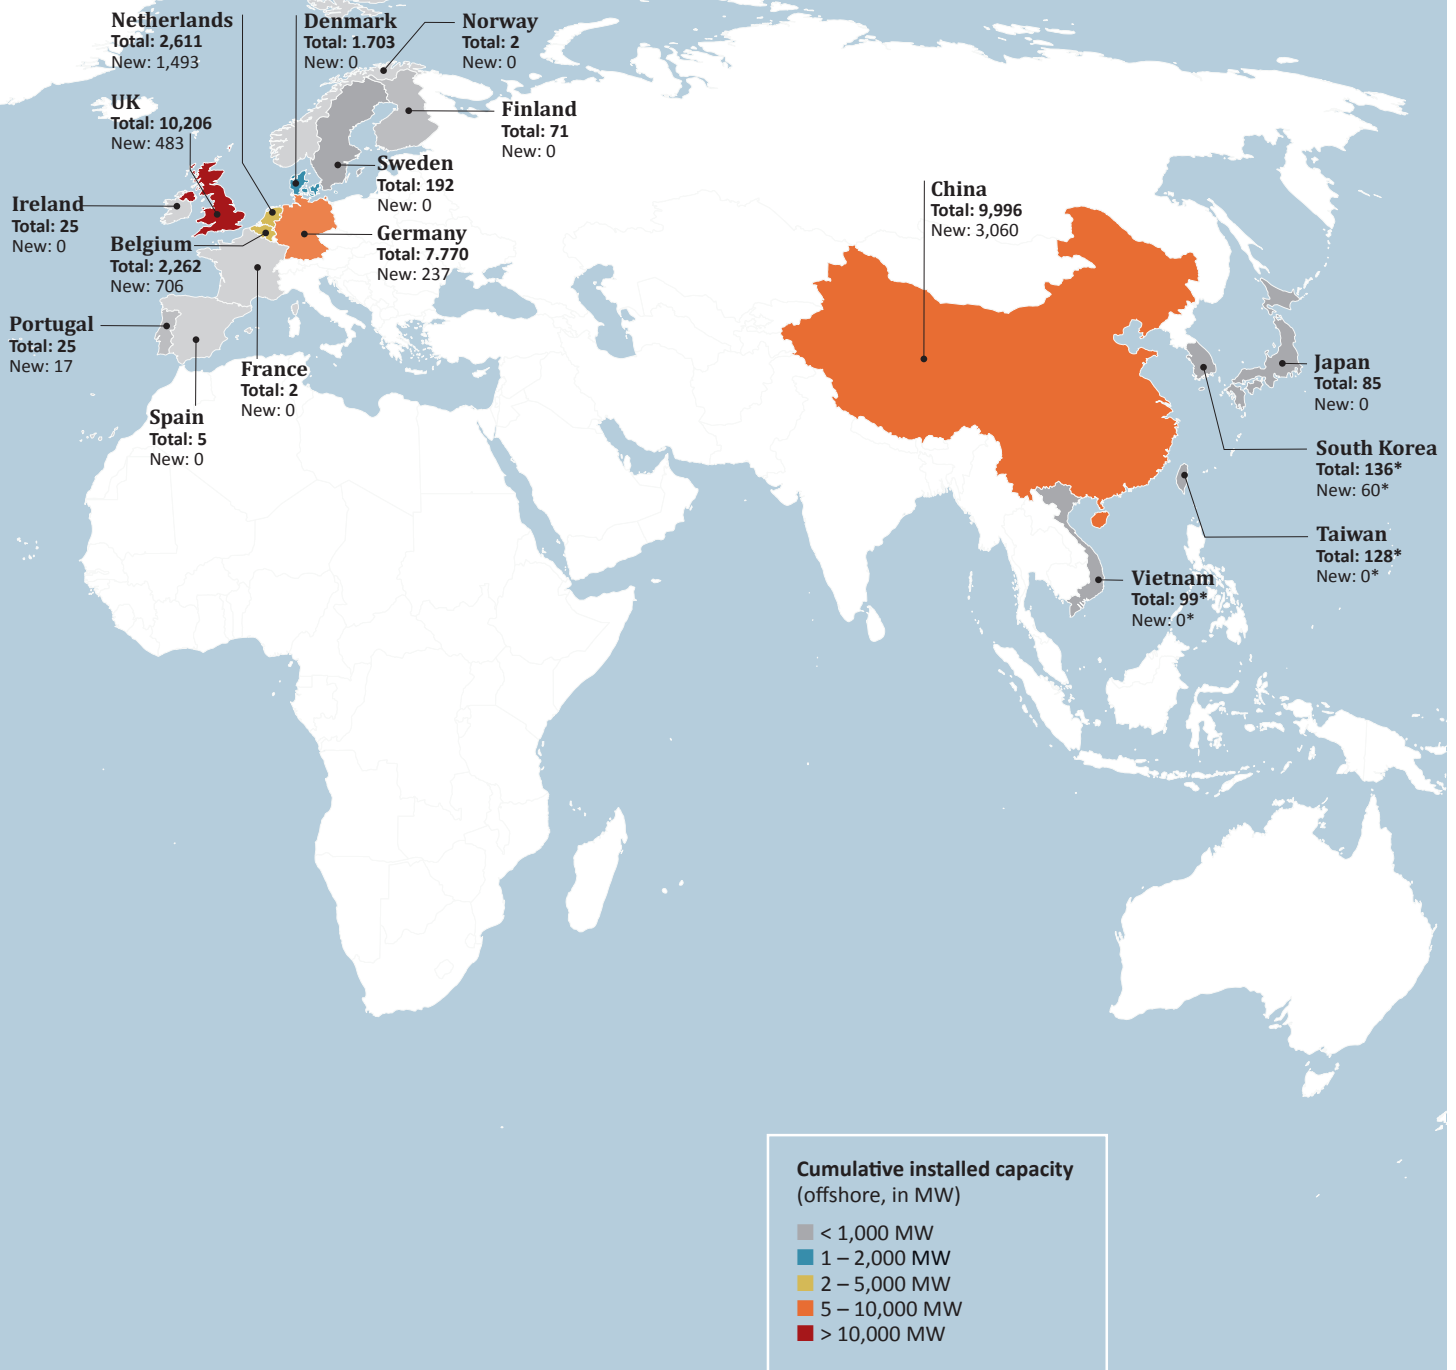 Netherlands
Total: 2,611
New: 1,493
Denmark
Total: 1.703
New: 0
Norway
Total: 2
New: 0
UK
Total: 10,206
New: 483
Finland
Total: 71
New: 0
Sweden
Total: 192
New: 0
Ireland
Total: 25
New: 0
Belgium
Total: 2,262
New: 706
Germany
Total: 7.770
New: 237
China
Total: 9,996
New: 3,060
Portugal
Total: 25
New: 17
France
Total: 2
New: 0
Spain
Total: 5
New: 0
Japan
Total: 85
New: 0
South Korea
Total: 136*
New: 60*
Taiwan
Total: 128*
New: 0*
Vietnam
Total: 99*
New: 0*
Cumulative installed capacity
(offshore, in MW)
< 1,000 MW
1 – 2,000 MW
2 – 5,000 MW
5 – 10,000 MW
> 10,000 MW